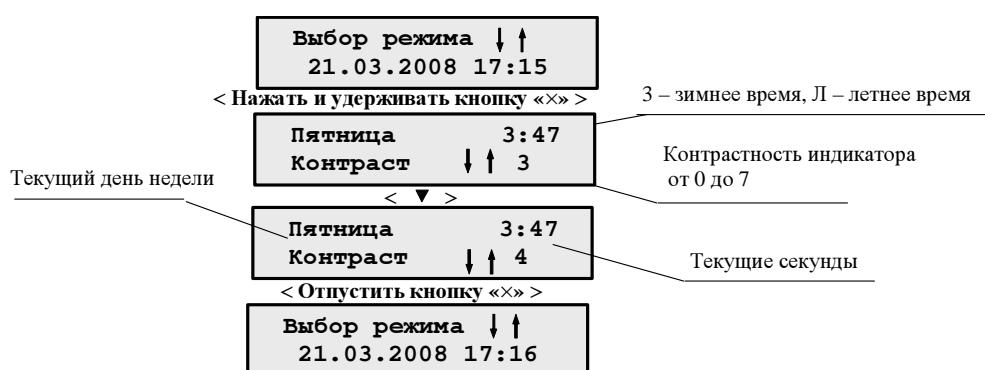 Выбор режима ↓ ↑
21.03.2008 17:15
< Нажать и удерживать кнопку «×» >
З – зимнее время, Л – летнее время
Пятница З:47
Контраст ↓ ↑ 3
Контрастность индикатора
от 0 до 7
Текущий день недели
< ▼ >
Пятница З:47
Контраст ↓ ↑ 4
Текущие секунды
< Отпустить кнопку «×» >
Выбор режима ↓ ↑
21.03.2008 17:16